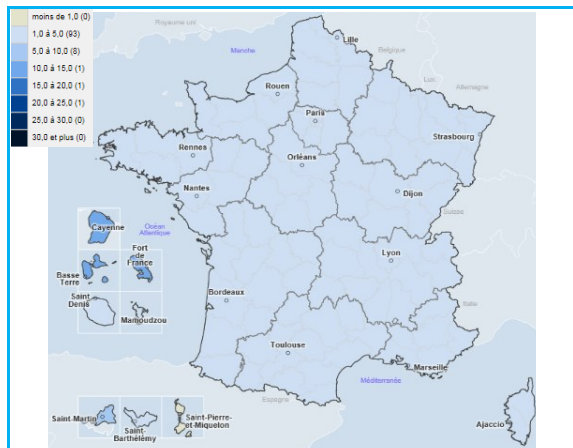 moins de 1,0 (0)
1,0 à 5,0 (93)
5,0 à 10,0 (8)
10,0 à 15,0 (1)
15,0 à 20,0 (1)
20,0 à 25,0 (1)
25,0 à 30,0 (0)
30,0 et plus (0)
Royaume-uni
Manche
Lille
Belgique
Lux
Allemagne
Rouen
Paris
Strasbourg
Rennes
Orléans
Nantes
Dijon
Suisse
Cayenne
Océan
Atlantique
Fort
de
France
Basse
Terre
Lyon
Saint
Denis
Mamoudzou
Bordeaux
Italie
Toulouse
Marseille
Méditerranée
Espagne
Ajaccio
Saint-Martin
Saint-
Barthélémy
Saint-Pierre-
et-Miquelon